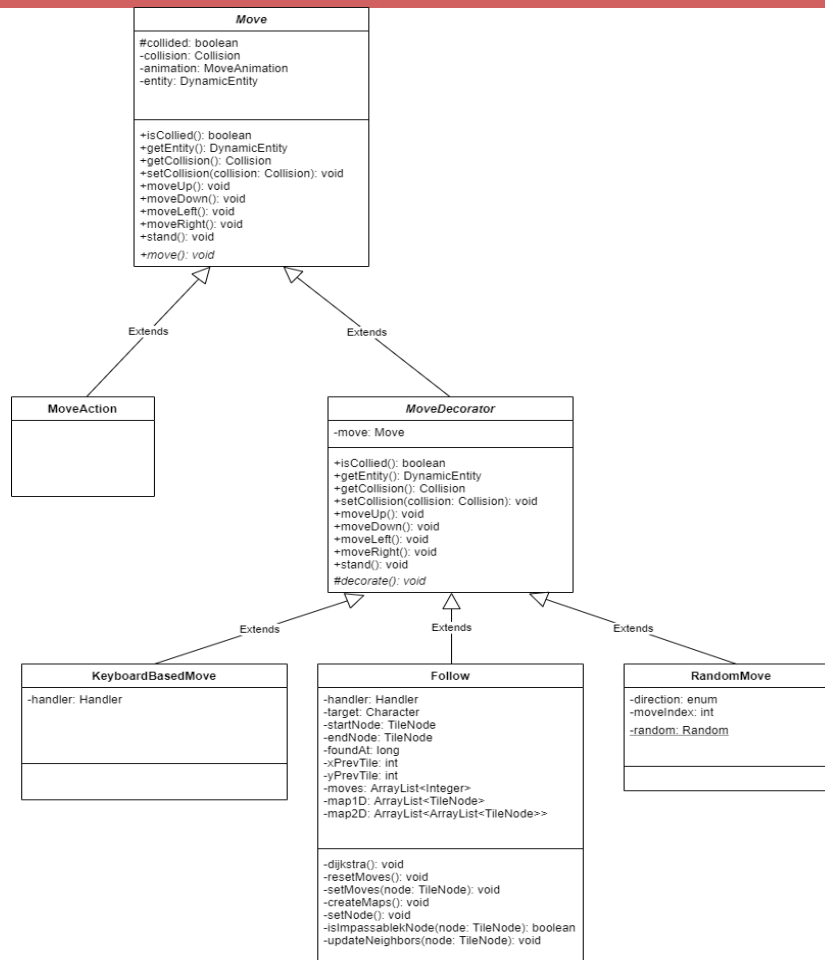 Move
#collided: boolean
-collision: Collision
-animation: MoveAnimation
-entity: DynamicEntity
+isCollied(): boolean
+getEntity(): DynamicEntity
+getCollision(): Collision
+setCollision(collision: Collision): void
+moveUp(): void
+moveDown(): void
+moveLeft(): void
+moveRight(): void
+stand(): void
+move(): void
Extends
Extends
MoveAction
MoveDecorator
-move: Move
+isCollied(): boolean
+getEntity(): DynamicEntity
+getCollision(): Collision
+setCollision(collision: Collision): void
+moveUp(): void
+moveDown(): void
+moveLeft(): void
+moveRight(): void
+stand(): void
#decorate(): void
Extends
Extends
Extends
KeyboardBasedMove
-handler: Handler
Follow
-handler: Handler
-target: Character
-startNode: TileNode
-endNode: TileNode
-foundAt: long
-xPrevTile: int
-yPrevTile: int
-moves: ArrayList<Integer>
-map1D: ArrayList<TileNode>
-map2D: ArrayList<ArrayList<TileNode>>
-dijkstra(): void
-resetMoves(): void
-setMoves(node: TileNode): void
-createMaps(): void
-setNode(): void
-isImpassablekNode(node: TileNode): boolean
-updateNeighbors(node: TileNode): void
RandomMove
-direction: enum
-moveIndex: int
-random: Random